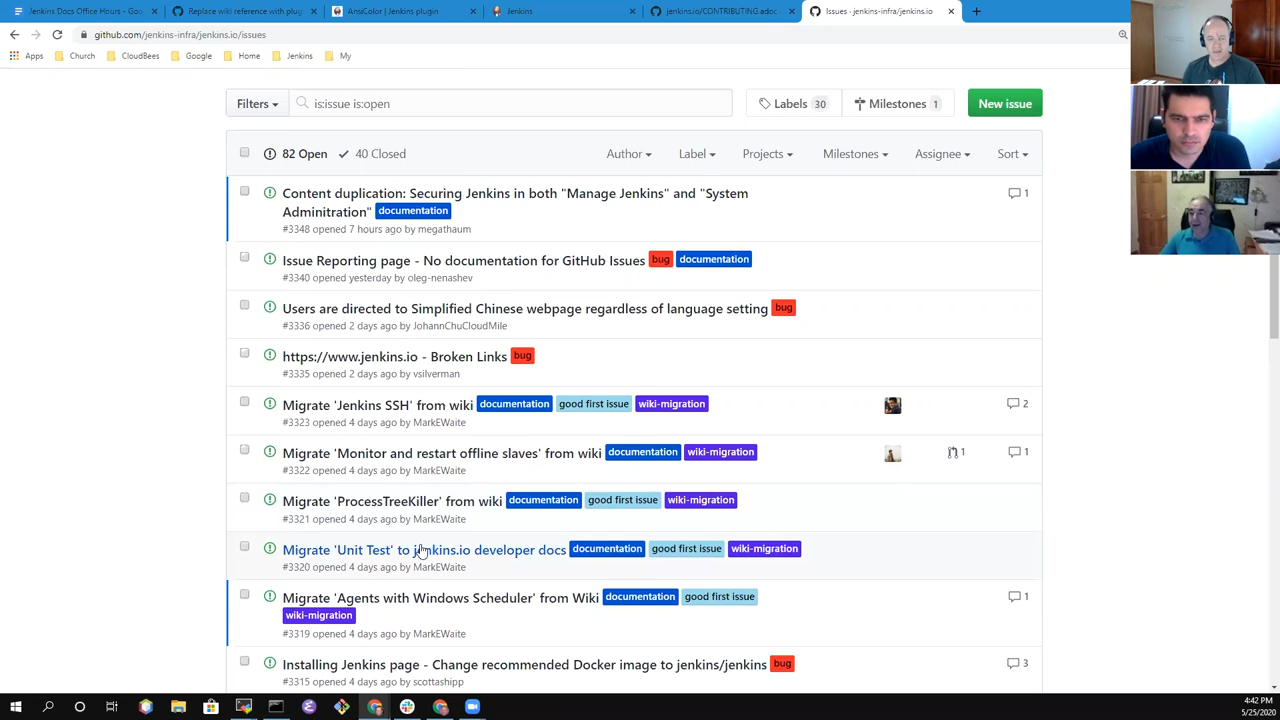 Jenkins Docs Office Hours - Goo
Replace wiki reference with plug
AnsiColor | Jenkins plugin
Jenkins
jenkins.io/CONTRIBUTING.adoc
Issues · jenkins-infra/jenkins.io
github.com/jenkins-infra/jenkins.io/issues
Apps Church CloudBees Google Home Jenkins My
Filters is:issue is:open Labels 30 Milestones 1 New issue
82 Open 40 Closed Author Label Projects Milestones Assignee Sort
Content duplication: Securing Jenkins in both "Manage Jenkins" and "System 1
Adminitration" documentation
#3348 opened 7 hours ago by megathaum
Issue Reporting page - No documentation for GitHub Issues bug documentation
#3340 opened yesterday by oleg-nenashev
Users are directed to Simplified Chinese webpage regardless of language setting bug
#3336 opened 2 days ago by JohannChuCloudMile
https://www.jenkins.io - Broken Links bug
#3335 opened 2 days ago by vsilverman
Migrate 'Jenkins SSH' from wiki documentation good first issue wiki-migration 2
#3323 opened 4 days ago by MarkEWaite
Migrate 'Monitor and restart offline slaves' from wiki documentation wiki-migration 1 1
#3322 opened 4 days ago by MarkEWaite
Migrate 'ProcessTreeKiller' from wiki documentation good first issue wiki-migration
#3321 opened 4 days ago by MarkEWaite
Migrate 'Unit Test' to jenkins.io developer docs documentation good first issue wiki-migration
#3320 opened 4 days ago by MarkEWaite
Migrate 'Agents with Windows Scheduler' from Wiki documentation good first issue 1
wiki-migration
#3319 opened 4 days ago by MarkEWaite
Installing Jenkins page - Change recommended Docker image to jenkins/jenkins bug 3
#3315 opened 4 days ago by scottashipp
4:42 PM
5/25/2020